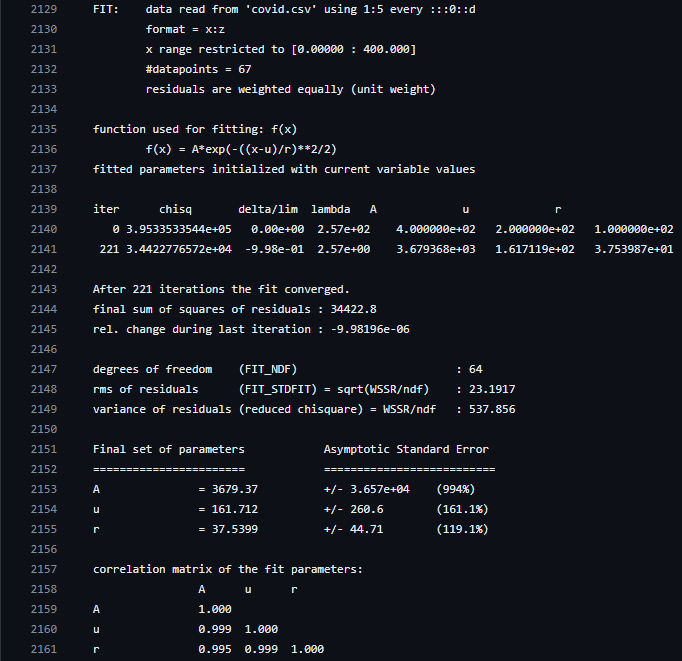 2129 FIT:    data read from 'covid.csv' using 1:5 every :::0::d
2130         format = x:z
2131         x range restricted to [0.00000 : 400.000]
2132         #datapoints = 67
2133         residuals are weighted equally (unit weight)
2134
2135 function used for fitting: f(x)
2136         f(x) = A*exp(-((x-u)/r)**2/2)
2137 fitted parameters initialized with current variable values
2138
2139 iter      chisq       delta/lim  lambda   A             u             r
2140    0 3.9533533544e+05   0.00e+00  2.57e+02    4.000000e+02   2.000000e+02   1.000000e+02
2141  221 3.4422776572e+04  -9.98e-01  2.57e+00    3.679368e+03   1.617119e+02   3.753987e+01
2142
2143 After 221 iterations the fit converged.
2144 final sum of squares of residuals : 34422.8
2145 rel. change during last iteration : -9.98196e-06
2146
2147 degrees of freedom    (FIT_NDF)                        : 64
2148 rms of residuals      (FIT_STDFIT) = sqrt(WSSR/ndf)    : 23.1917
2149 variance of residuals (reduced chisquare) = WSSR/ndf   : 537.856
2150
2151 Final set of parameters            Asymptotic Standard Error
2152 =======================            ==========================
2153 A               = 3679.37          +/- 3.657e+04    (994%)
2154 u               = 161.712          +/- 260.6        (161.1%)
2155 r               = 37.5399          +/- 44.71        (119.1%)
2156
2157 correlation matrix of the fit parameters:
2158                 A      u      r
2159 A               1.000
2160 u               0.999  1.000
2161 r               0.995  0.999  1.000